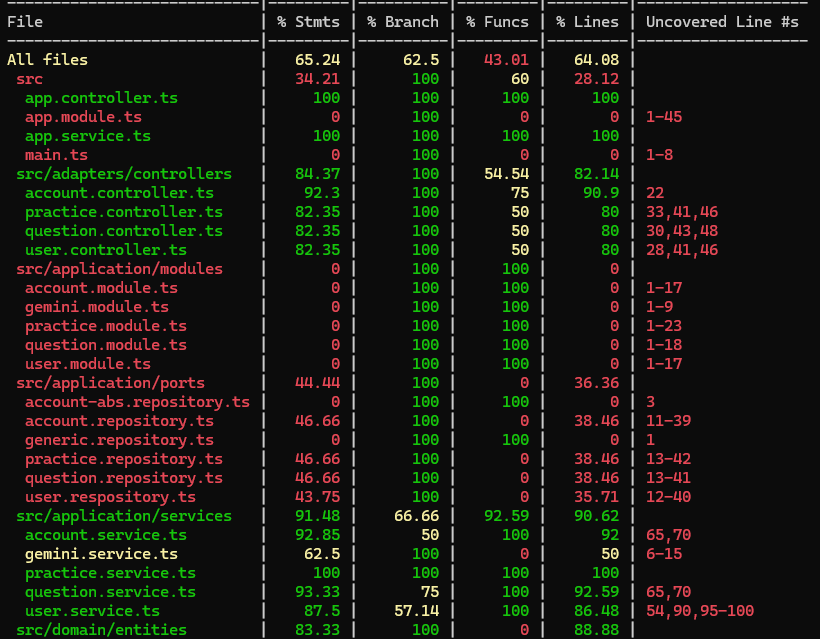 File | % Stmts | % Branch | % Funcs | % Lines | Uncovered Line #s
All files | 65.24 | 62.5 | 43.01 | 64.08 |
src | 34.21 | 100 | 60 | 28.12 |
app.controller.ts | 100 | 100 | 100 | 100 |
app.module.ts | 0 | 100 | 0 | 0 | 1-45
app.service.ts | 100 | 100 | 100 | 100 |
main.ts | 0 | 100 | 0 | 0 | 1-8
src/adapters/controllers | 84.37 | 100 | 54.54 | 82.14 |
account.controller.ts | 92.3 | 100 | 75 | 90.9 | 22
practice.controller.ts | 82.35 | 100 | 50 | 80 | 33,41,46
question.controller.ts | 82.35 | 100 | 50 | 80 | 30,43,48
user.controller.ts | 82.35 | 100 | 50 | 80 | 28,41,46
src/application/modules | 0 | 100 | 100 | 0 |
account.module.ts | 0 | 100 | 100 | 0 | 1-17
gemini.module.ts | 0 | 100 | 100 | 0 | 1-9
practice.module.ts | 0 | 100 | 100 | 0 | 1-23
question.module.ts | 0 | 100 | 100 | 0 | 1-18
user.module.ts | 0 | 100 | 100 | 0 | 1-17
src/application/ports | 44.44 | 100 | 0 | 36.36 |
account-abs.repository.ts | 0 | 100 | 100 | 0 | 3
account.repository.ts | 46.66 | 100 | 0 | 38.46 | 11-39
generic.repository.ts | 0 | 100 | 100 | 0 | 1
practice.repository.ts | 46.66 | 100 | 0 | 38.46 | 13-42
question.repository.ts | 46.66 | 100 | 0 | 38.46 | 13-41
user.respository.ts | 43.75 | 100 | 0 | 35.71 | 12-40
src/application/services | 91.48 | 66.66 | 92.59 | 90.62 |
account.service.ts | 92.85 | 50 | 100 | 92 | 65,70
gemini.service.ts | 62.5 | 100 | 0 | 50 | 6-15
practice.service.ts | 100 | 100 | 100 | 100 |
question.service.ts | 93.33 | 75 | 100 | 92.59 | 65,70
user.service.ts | 87.5 | 57.14 | 100 | 86.48 | 54,90,95-100
src/domain/entities | 83.33 | 100 | 0 | 88.88 |